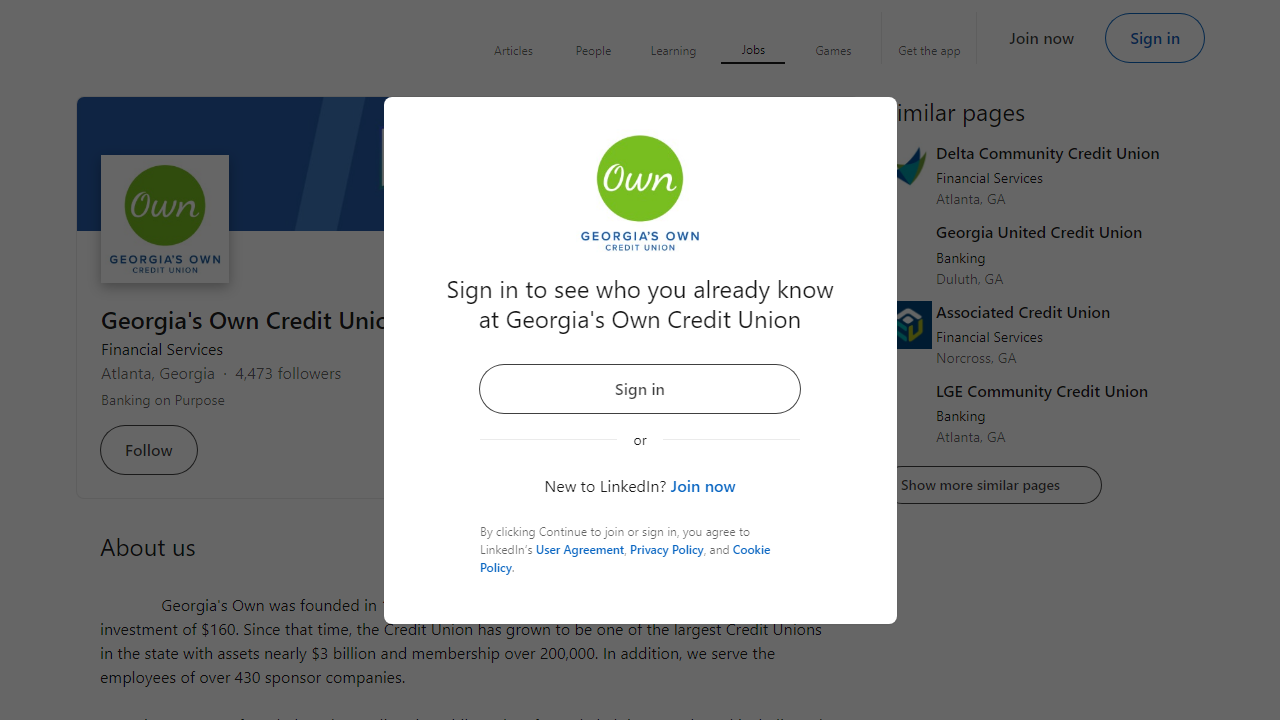 Articles
People
Learning
Jobs
Games
Get the app
Join now
Sign in
Own
GEORGIA'S OWN
CREDIT UNION
Georgia's Own Credit
Financial Services
Atlanta, Georgia · 4,473 followers
Banking on Purpose
Follow
About us
Georgia's Own was founded in
investment of $160. Since that time, the Credit Union has grown to be one of the largest Credit Unions
in the state with assets nearly $3 billion and membership over 200,000. In addition, we serve the
employees of over 430 sponsor companies.
Own
GEORGIA'S OWN
CREDIT UNION
Sign in to see who you already know
at Georgia's Own Credit Union
Sign in
or
New to LinkedIn? Join now
By clicking Continue to join or sign in, you agree to
LinkedIn's User Agreement, Privacy Policy, and Cookie
Policy.
pages
Delta Community Credit Union
Financial Services
Atlanta, GA
Georgia United Credit Union
Banking
Duluth, GA
Associated Credit Union
Financial Services
Norcross, GA
LGE Community Credit Union
Banking
Atlanta, GA
Show more similar pages